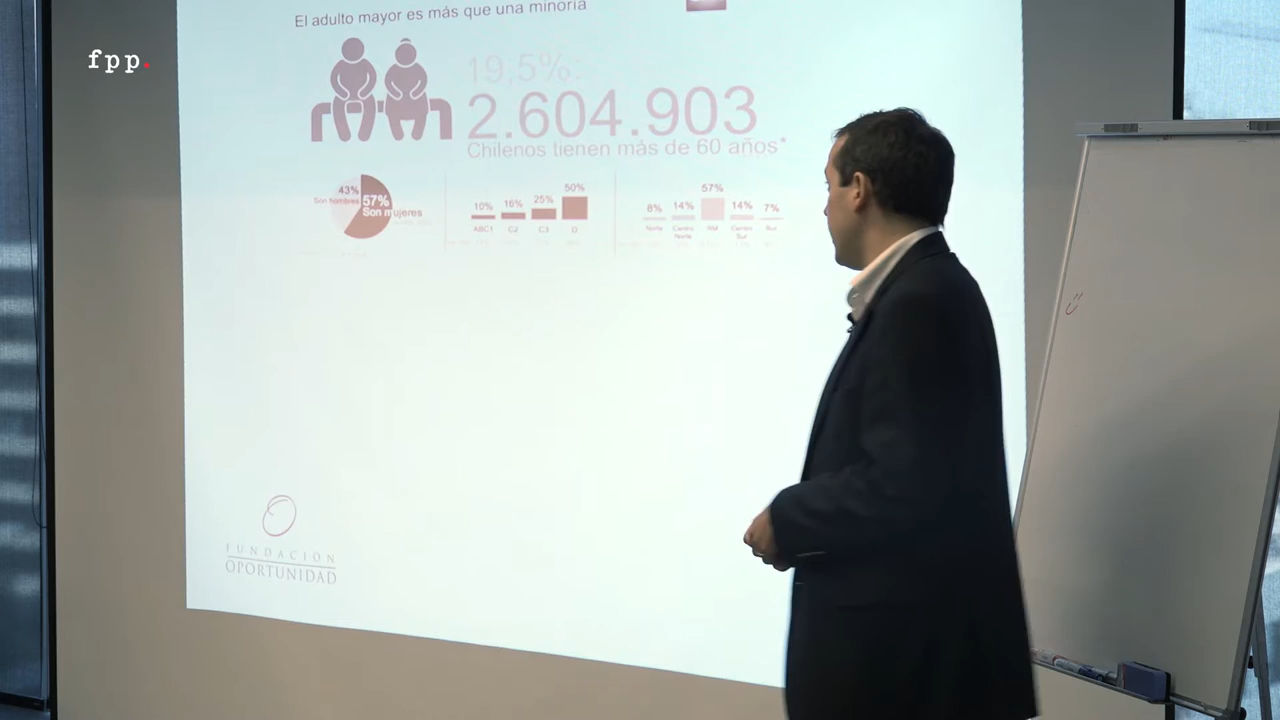 El adulto mayor es más que una minoría
fpp.
19,5%:
2.604.903
Chilenos tienen más de 60 años*
43%
Son hombres
57%
Son mujeres
10% 16% 25% 50%
ABC1 C2 C3 D
8% 14% 57% 14% 7%
Norte Centro Norte RM Centro Sur Sur
FUNDACIÓN
OPORTUNIDAD